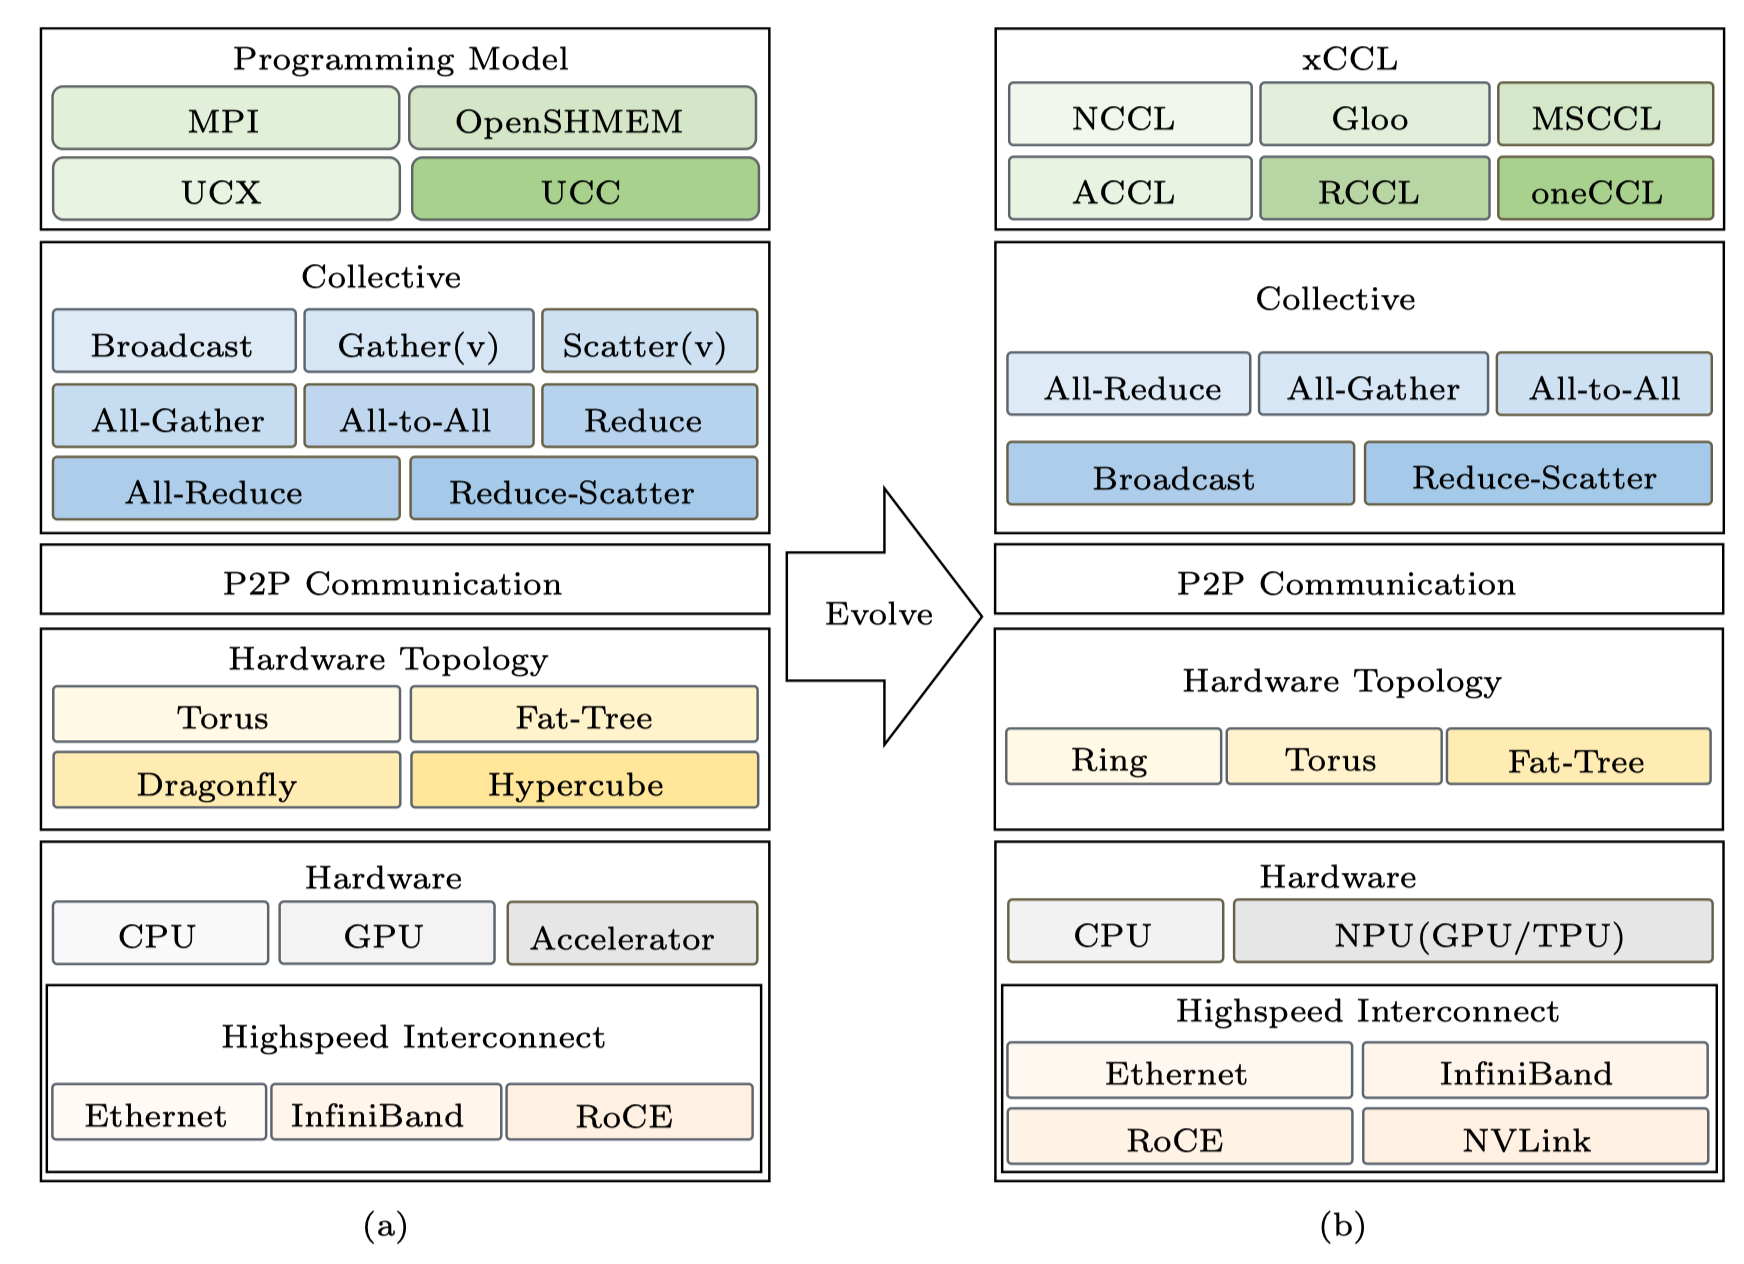 Programming Model
MPI
OpenSHMEM
UCX
UCC
Collective
Broadcast
Gather(v)
Scatter(v)
All-Gather
All-to-All
Reduce
All-Reduce
Reduce-Scatter
P2P Communication
Hardware Topology
Torus
Fat-Tree
Dragonfly
Hypercube
Hardware
CPU
GPU
Accelerator
Highspeed Interconnect
Ethernet
InfiniBand
RoCE
(a)
Evolve
xCCL
NCCL
Gloo
MSCCL
ACCL
RCCL
oneCCL
Collective
All-Reduce
All-Gather
All-to-All
Broadcast
Reduce-Scatter
P2P Communication
Hardware Topology
Ring
Torus
Fat-Tree
Hardware
CPU
NPU(GPU/TPU)
Highspeed Interconnect
Ethernet
InfiniBand
RoCE
NVLink
(b)